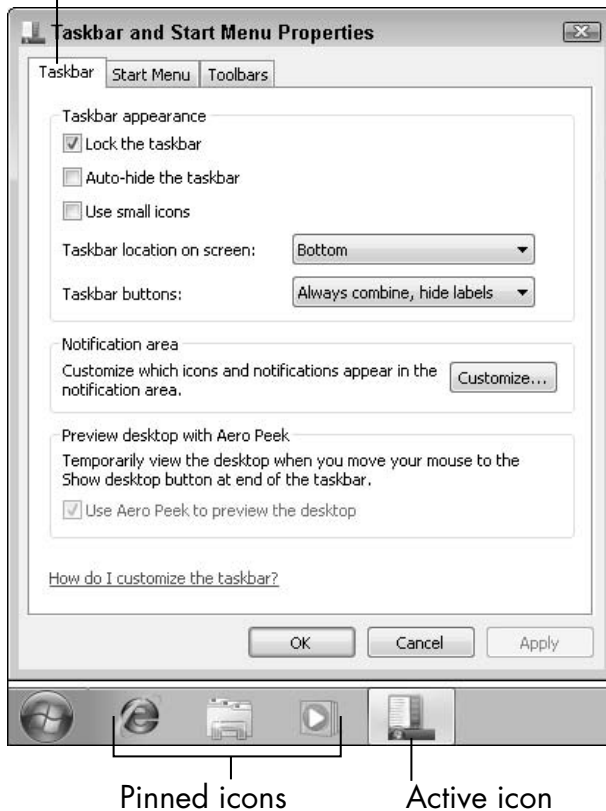 Taskbar and Start Menu Properties
Taskbar Start Menu Toolbars
Taskbar appearance
Lock the taskbar
Auto-hide the taskbar
Use small icons
Taskbar location on screen: Bottom
Taskbar buttons: Always combine, hide labels
Notification area
Customize which icons and notifications appear in the
notification area.
Customize...
Preview desktop with Aero Peek
Temporarily view the desktop when you move your mouse to the
Show desktop button at end of the taskbar.
Use Aero Peek to preview the desktop
How do I customize the taskbar?
OK Cancel Apply
Pinned icons Active icon